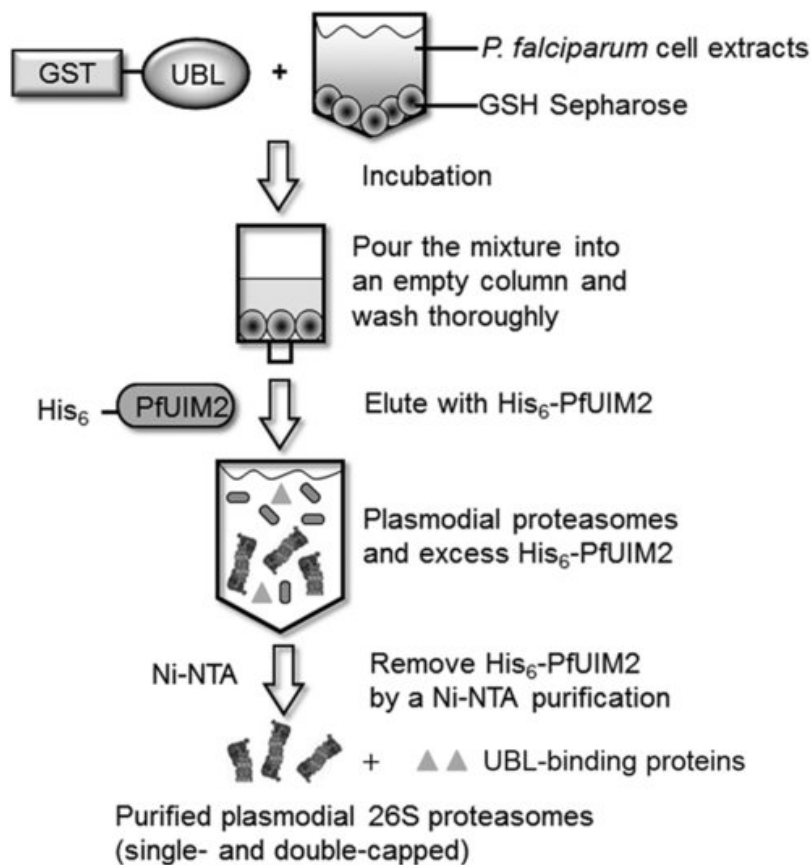 GST UBL + P. falciparum cell extracts
GSH Sepharose
Incubation
Pour the mixture into
an empty column and
wash thoroughly
His₆ PfUIM2 Elute with His₆-PfUIM2
Plasmodial proteasomes
and excess His₆-PfUIM2
Ni-NTA Remove His₆-PfUIM2
by a Ni-NTA purification
+ UBL-binding proteins
Purified plasmodial 26S proteasomes
(single- and double-capped)